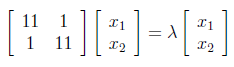 [ 11 1 ] [ x₁ ] = λ [ x₁ ]
[ 1 11 ] [ x₂ ] [ x₂ ]